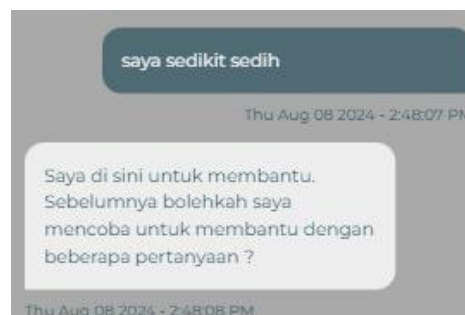 saya sedikit sedih
Thu Aug 08 2024 - 2:48:07 PM
Saya di sini untuk membantu.
Sebelumnya bolehkah saya
mencoba untuk membantu dengan
beberapa pertanyaan ?
Thu Aug 08 2024 - 2:48:08 PM